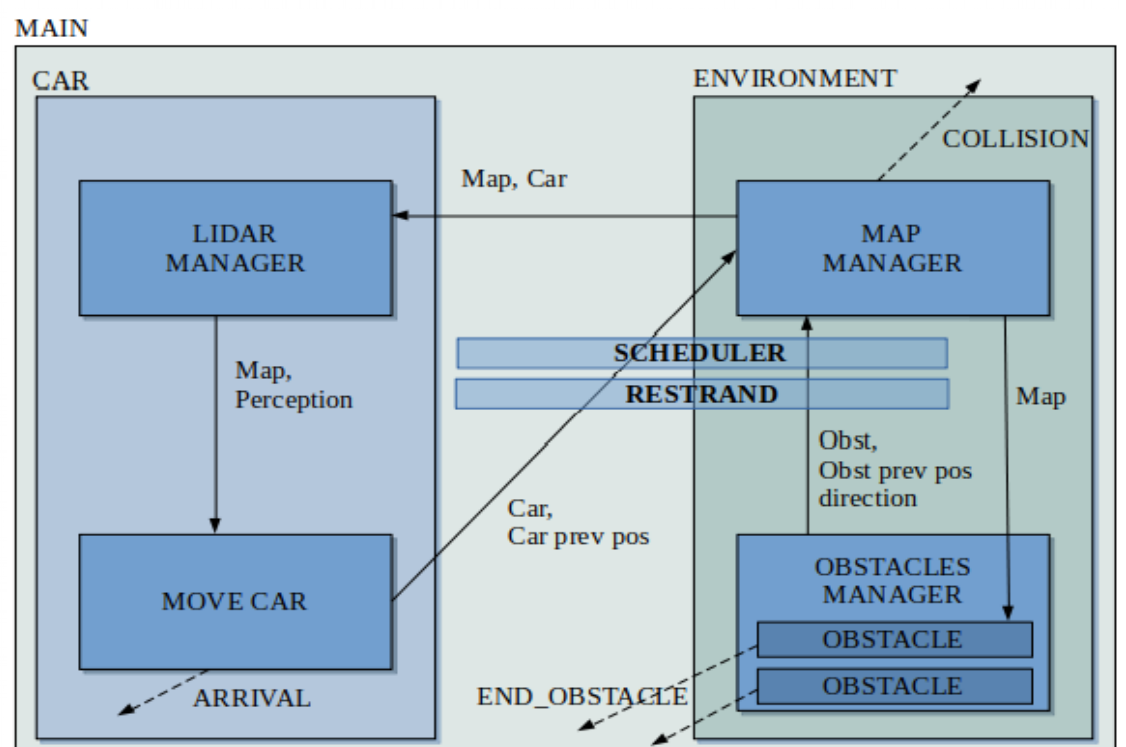 MAIN
CAR
ENVIRONMENT
COLLISION
Map, Car
LIDAR
MANAGER
MAP
MANAGER
SCHEDULER
RESTRAND
Map,
Perception
Map
Obst,
Obst prev pos
direction
Car,
Car prev pos
MOVE CAR
OBSTACLES
MANAGER
OBSTACLE
OBSTACLE
ARRIVAL
END_OBSTACLE